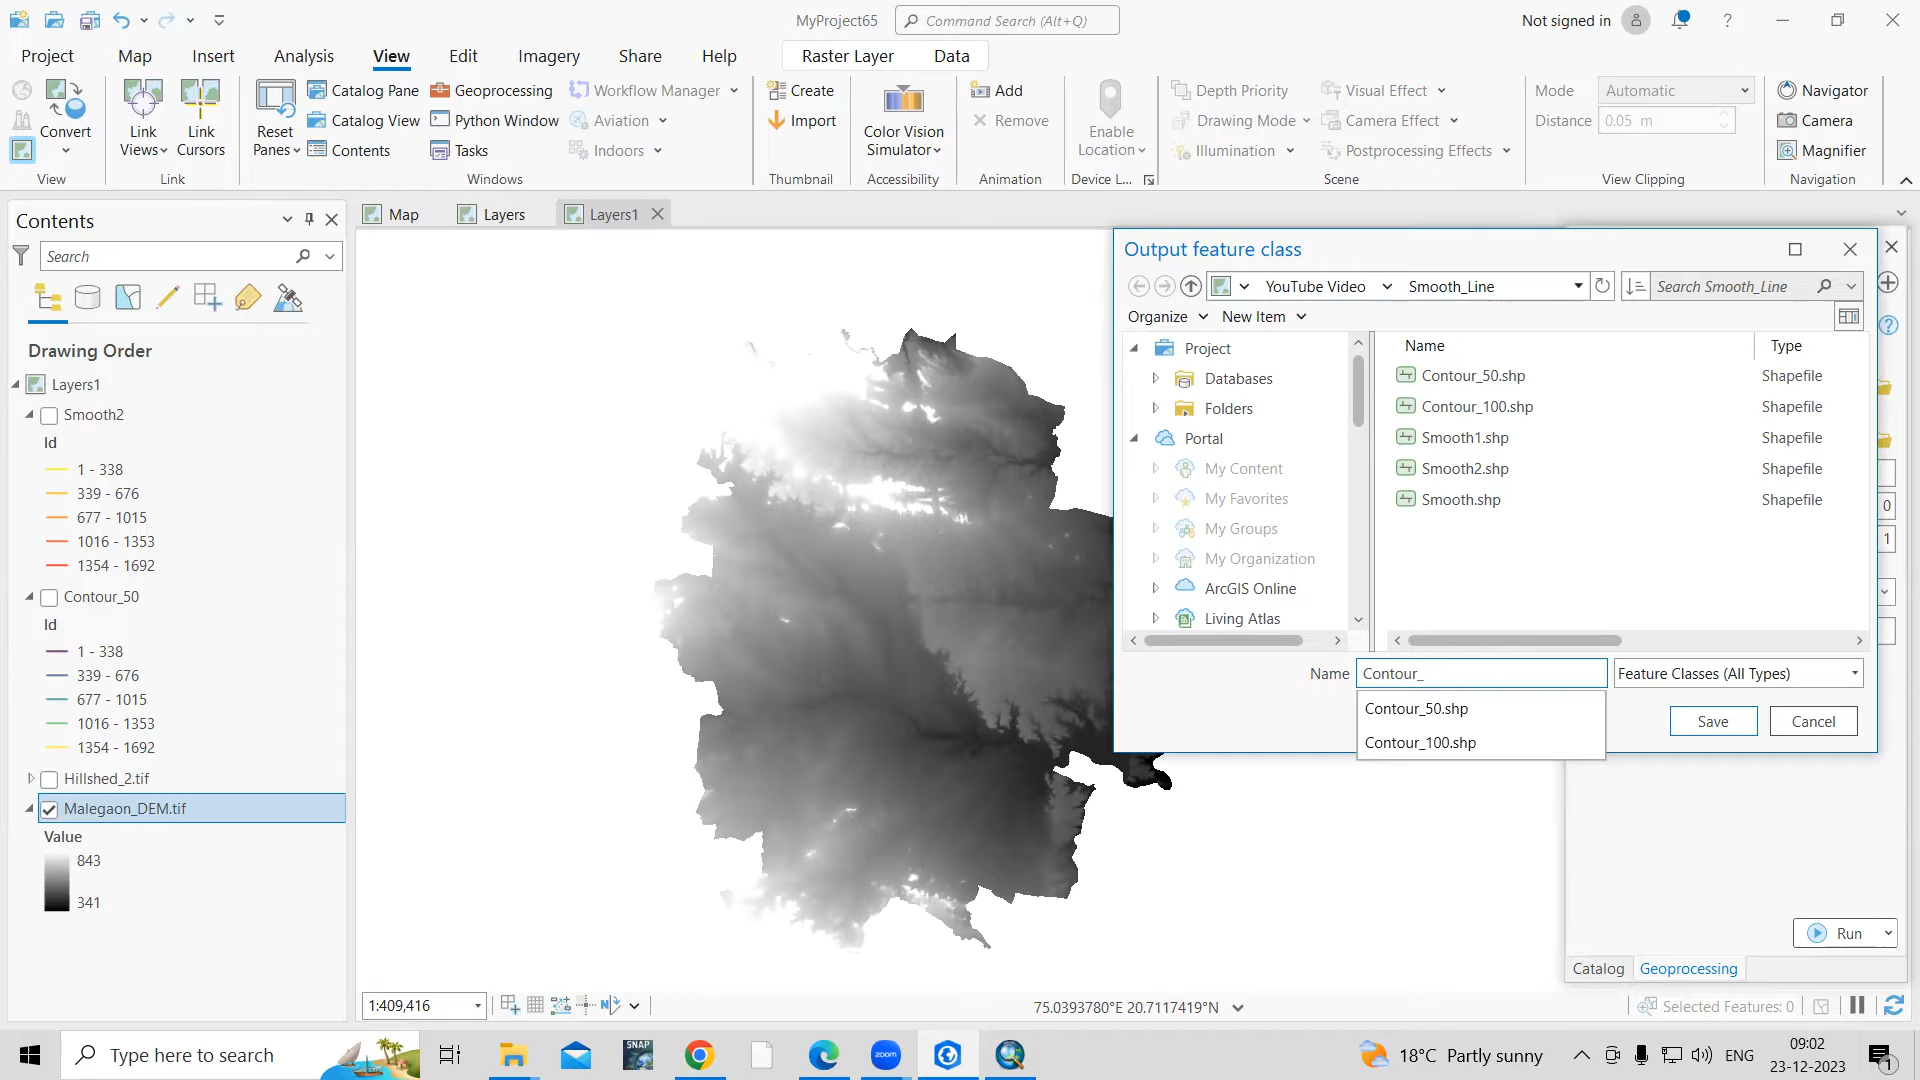 MyProject65
Command Search (Alt+Q)
Not signed in
?
Project
Map
Insert
Analysis
View
Edit
Imagery
Share
Help
Raster Layer
Data
Convert
View
Link Views
Link Cursors
Link
Reset Panes
Catalog Pane
Catalog View
Contents
Geoprocessing
Python Window
Tasks
Workflow Manager
Aviation
Indoors
Windows
Create
Import
Thumbnail
Color Vision Simulator
Accessibility
Add
Remove
Animation
Enable Location
Device L...
Depth Priority
Drawing Mode
Illumination
Visual Effect
Camera Effect
Postprocessing Effects
Scene
Mode
Automatic
Distance
0.05 m
View Clipping
Navigator
Camera
Magnifier
Navigation
Contents
Search
Drawing Order
Layers1
Smooth2
Id
1 - 338
339 - 676
677 - 1015
1016 - 1353
1354 - 1692
Contour_50
Id
1 - 338
339 - 676
677 - 1015
1016 - 1353
1354 - 1692
Hillshed_2.tif
Malegaon_DEM.tif
Value
843
341
Map
Layers
Layers1
Output feature class
YouTube Video
Smooth_Line
Search Smooth_Line
Organize
New Item
Project
Databases
Folders
Portal
My Content
My Favorites
My Groups
My Organization
ArcGIS Online
Living Atlas
Name
Type
Contour_50.shp
Shapefile
Contour_100.shp
Shapefile
Smooth1.shp
Shapefile
Smooth2.shp
Shapefile
Smooth.shp
Shapefile
Name
Contour_
Feature Classes (All Types)
Contour_50.shp
Contour_100.shp
Save
Cancel
?
0
1
Run
Catalog
Geoprocessing
1:409,416
75.0393780°E 20.7117419°N
Selected Features: 0
Type here to search
SNAP
zoom
18°C Partly sunny
ENG
09:02
23-12-2023
1